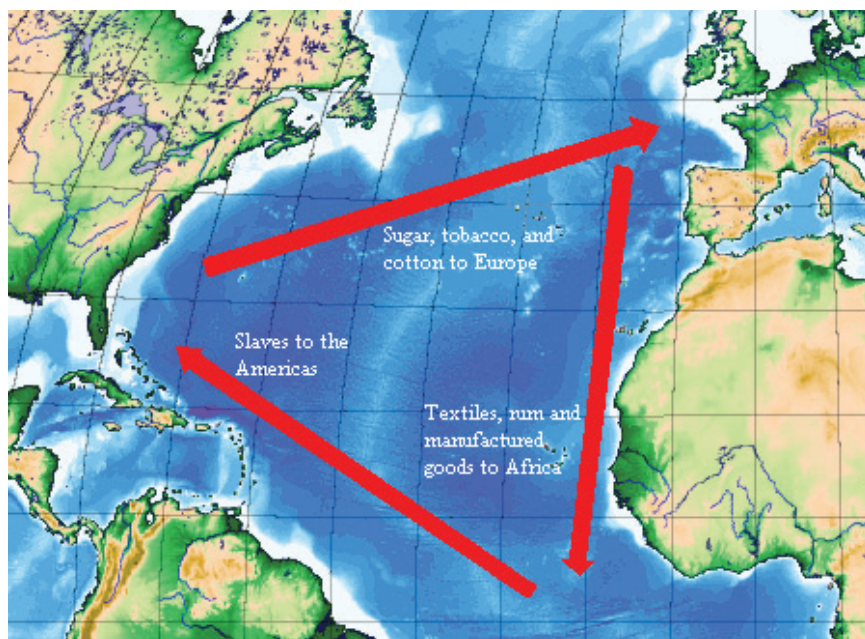 Sugar, tobacco, and
cotton to Europe
Slaves to the
Americas
Textiles, rum and
manufactured
goods to Africa